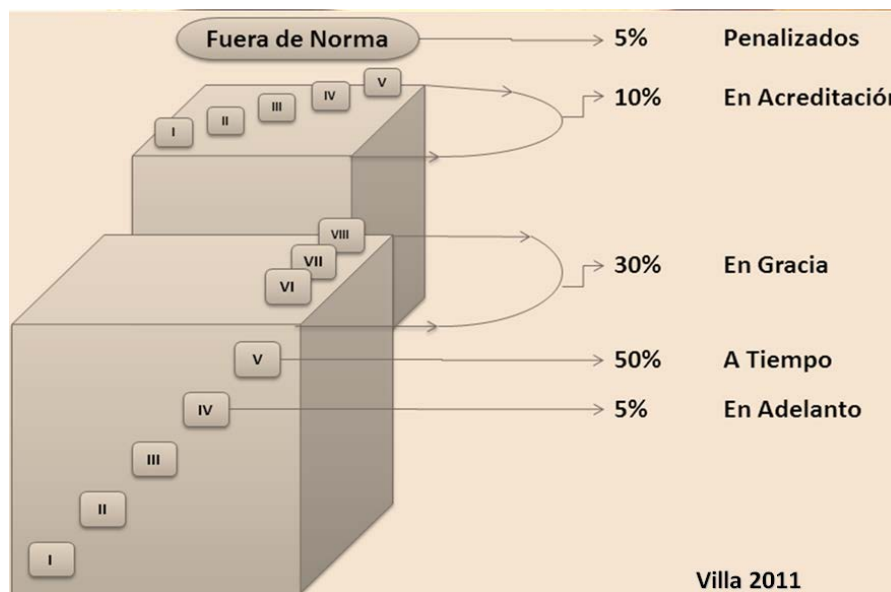 Fuera de Norma
5% Penalizados
V
IV
III
II
I
10% En Acreditación
VIII
VII
VI
30% En Gracia
V
50% A Tiempo
IV
5% En Adelanto
III
II
I
Villa 2011